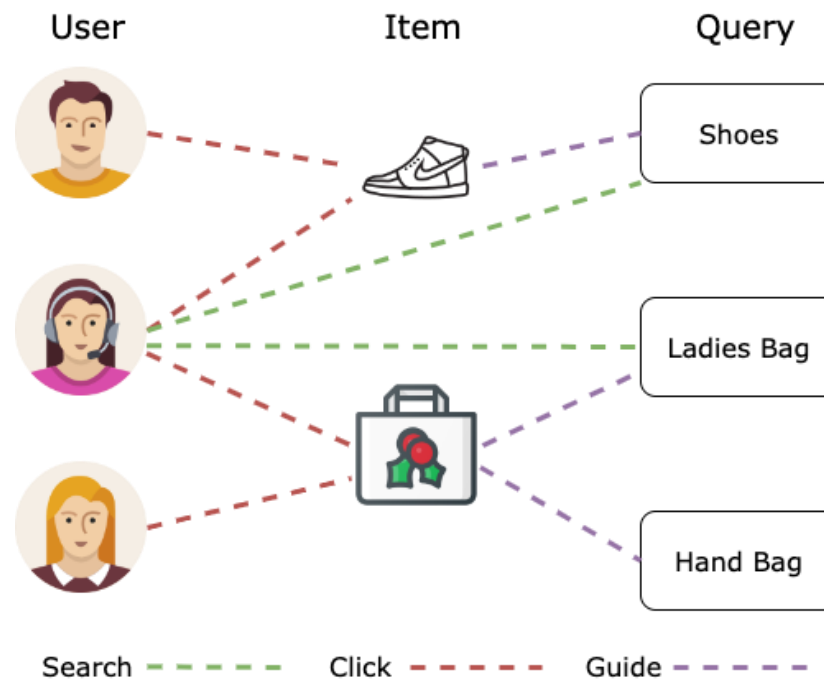 User Item Query
Shoes
Ladies Bag
Hand Bag
Search Click Guide